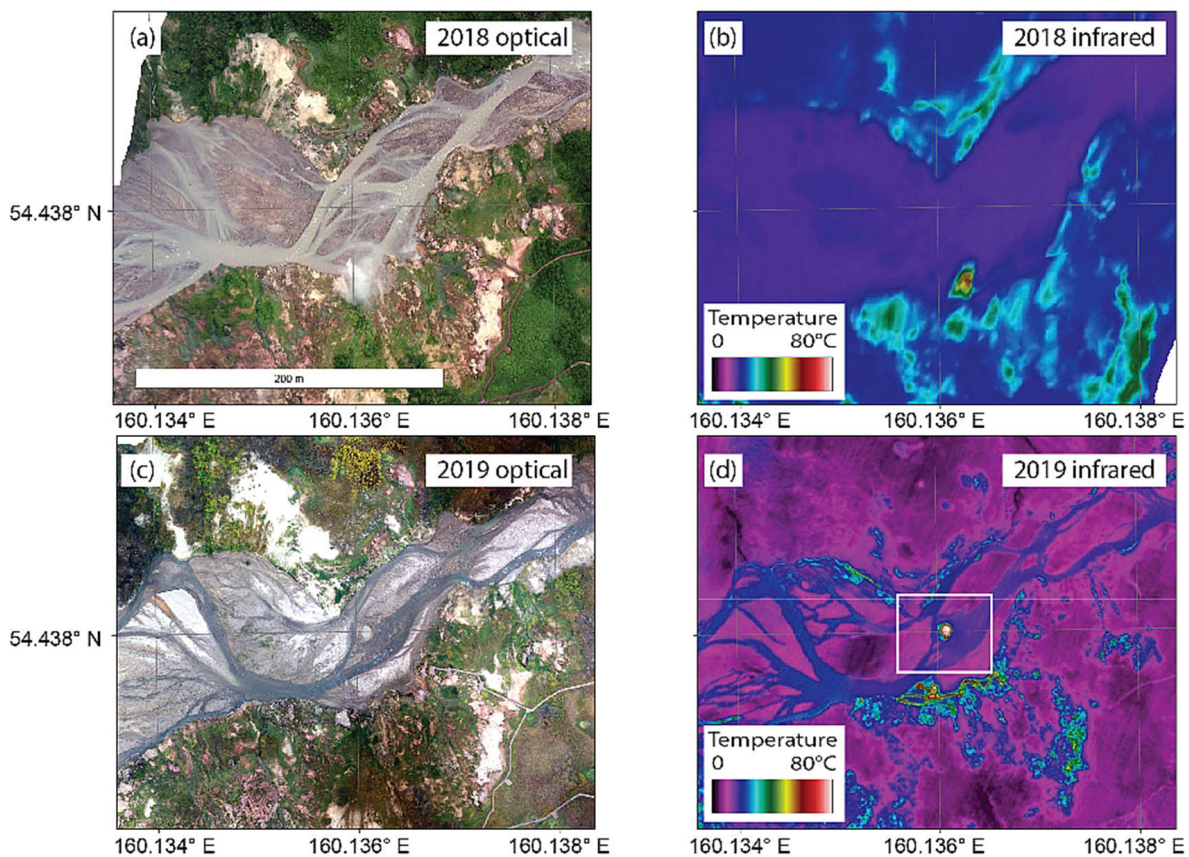 (a)
2018 optical
54.438° N
200 m
160.134° E
160.136° E
160.138° E
(b)
2018 infrared
Temperature
0
80°C
160.134° E
160.136° E
160.138° E
(c)
2019 optical
54.438° N
160.134° E
160.136° E
160.138° E
(d)
2019 infrared
Temperature
0
80°C
160.134° E
160.136° E
160.138° E